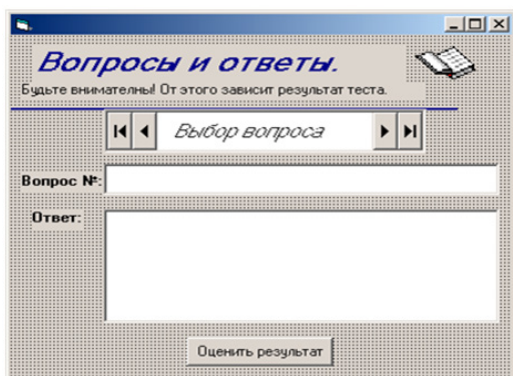 Вопросы и ответы.
Будьте внимательны! От этого зависит результат теста.
Выбор вопроса
Вопрос №:
Ответ:
Оценить результат